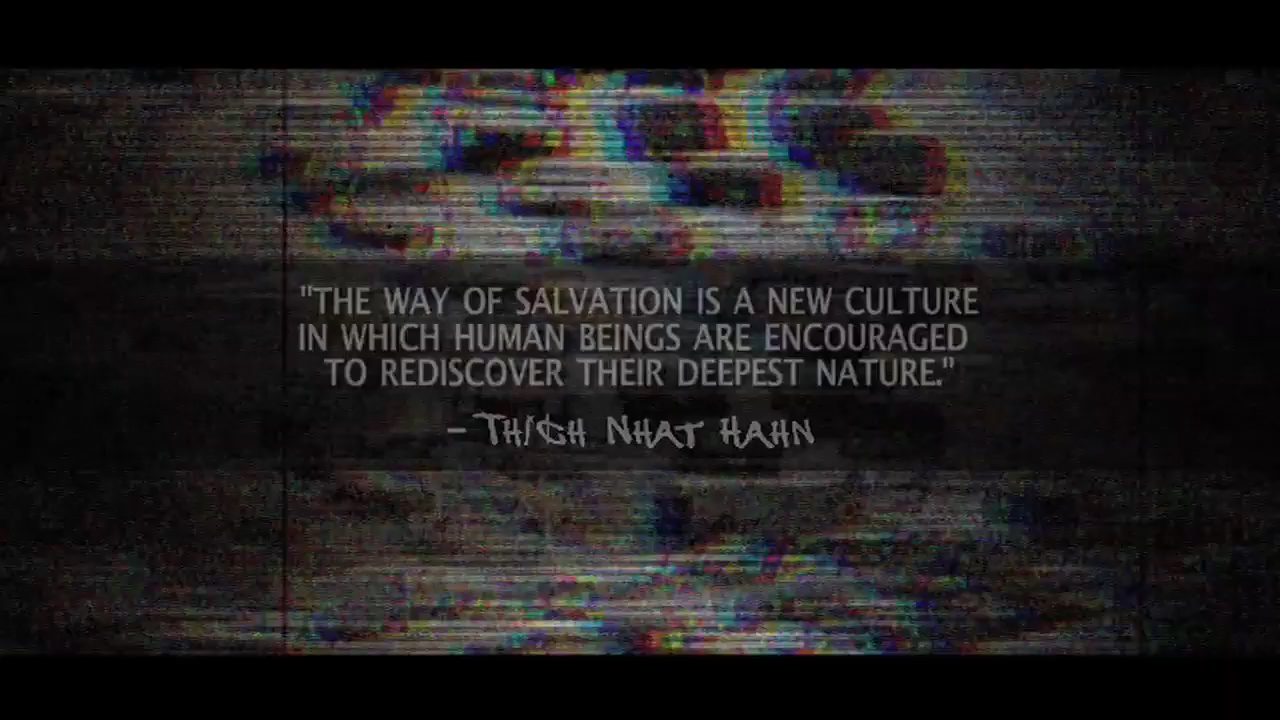 "THE WAY OF SALVATION IS A NEW CULTURE
IN WHICH HUMAN BEINGS ARE ENCOURAGED
TO REDISCOVER THEIR DEEPEST NATURE."
– THICH NHAT HAHN